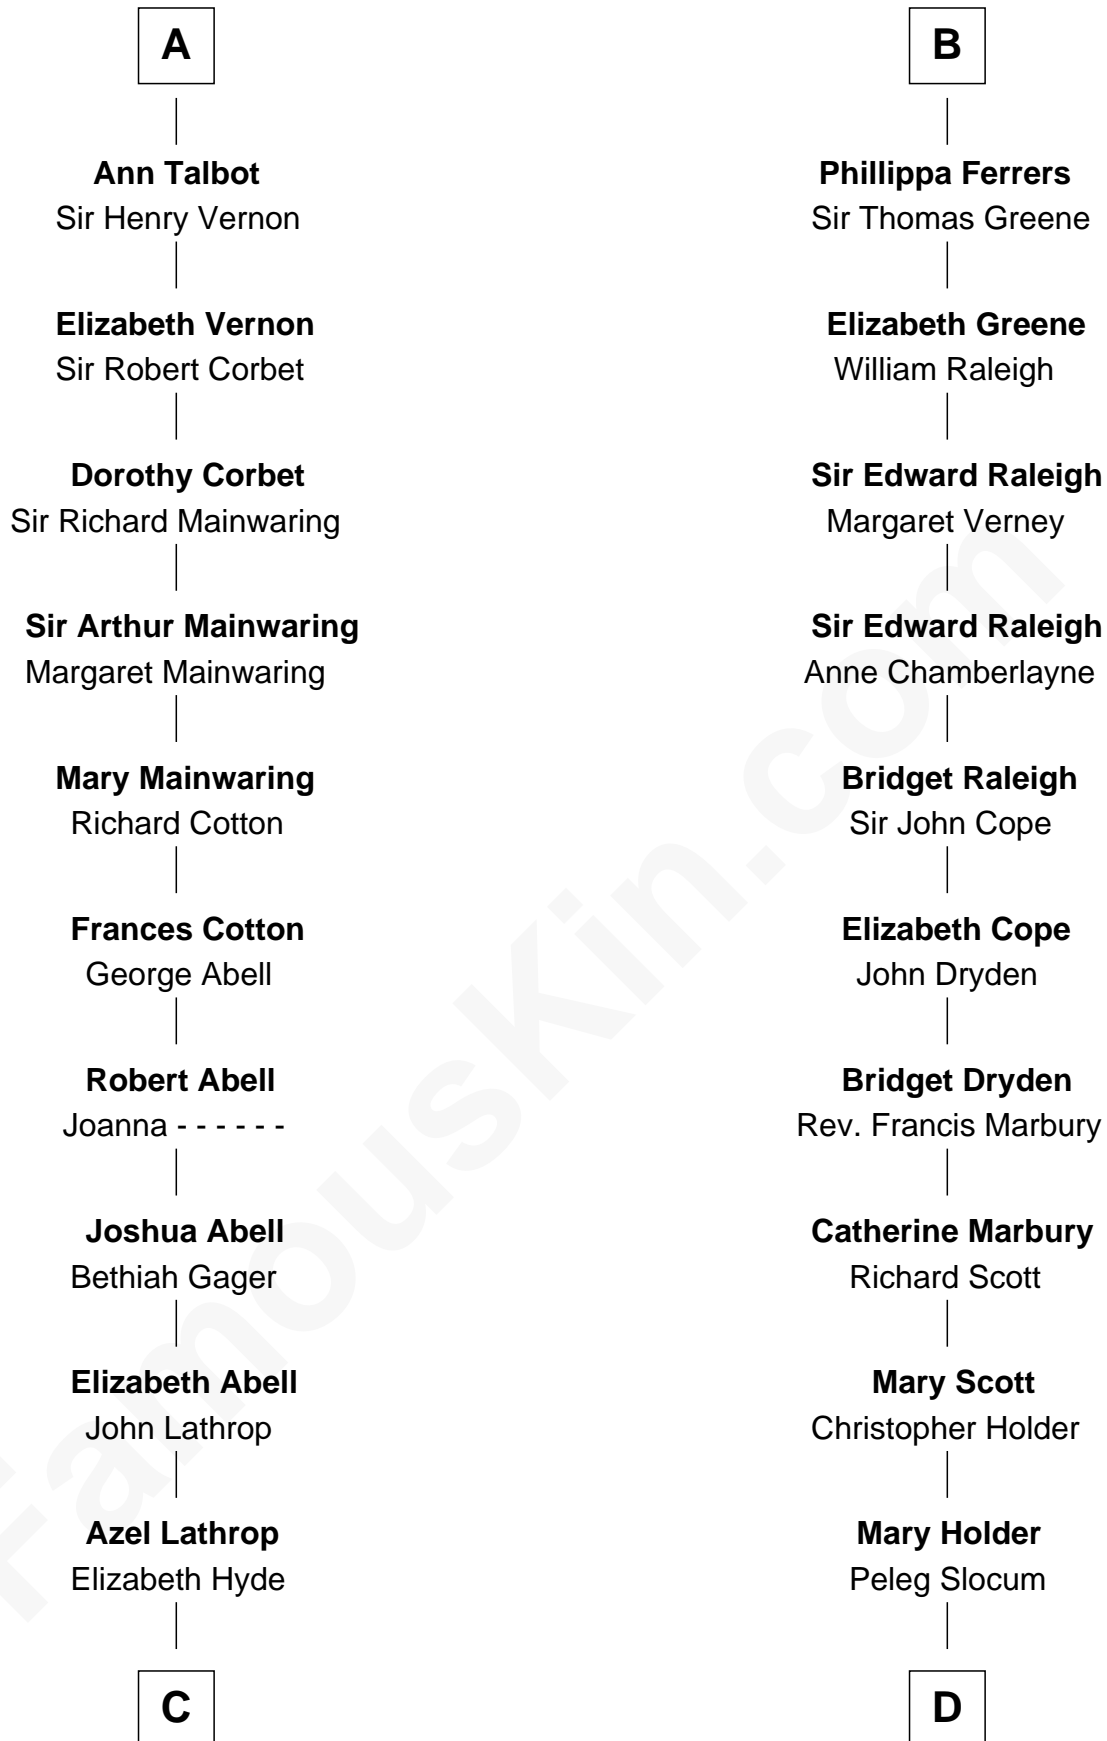 A
Ann Talbot
Sir Henry Vernon
Elizabeth Vernon
Sir Robert Corbet
Dorothy Corbet
Sir Richard Mainwaring
Sir Arthur Mainwaring
Margaret Mainwaring
Mary Mainwaring
Richard Cotton
Frances Cotton
George Abell
Robert Abell
Joanna - - - - - -
Joshua Abell
Bethiah Gager
Elizabeth Abell
John Lathrop
Azel Lathrop
Elizabeth Hyde
C
B
Phillippa Ferrers
Sir Thomas Greene
Elizabeth Greene
William Raleigh
Sir Edward Raleigh
Margaret Verney
Sir Edward Raleigh
Anne Chamberlayne
Bridget Raleigh
Sir John Cope
Elizabeth Cope
John Dryden
Bridget Dryden
Rev. Francis Marbury
Catherine Marbury
Richard Scott
Mary Scott
Christopher Holder
Mary Holder
Peleg Slocum
D
FamousKin.com